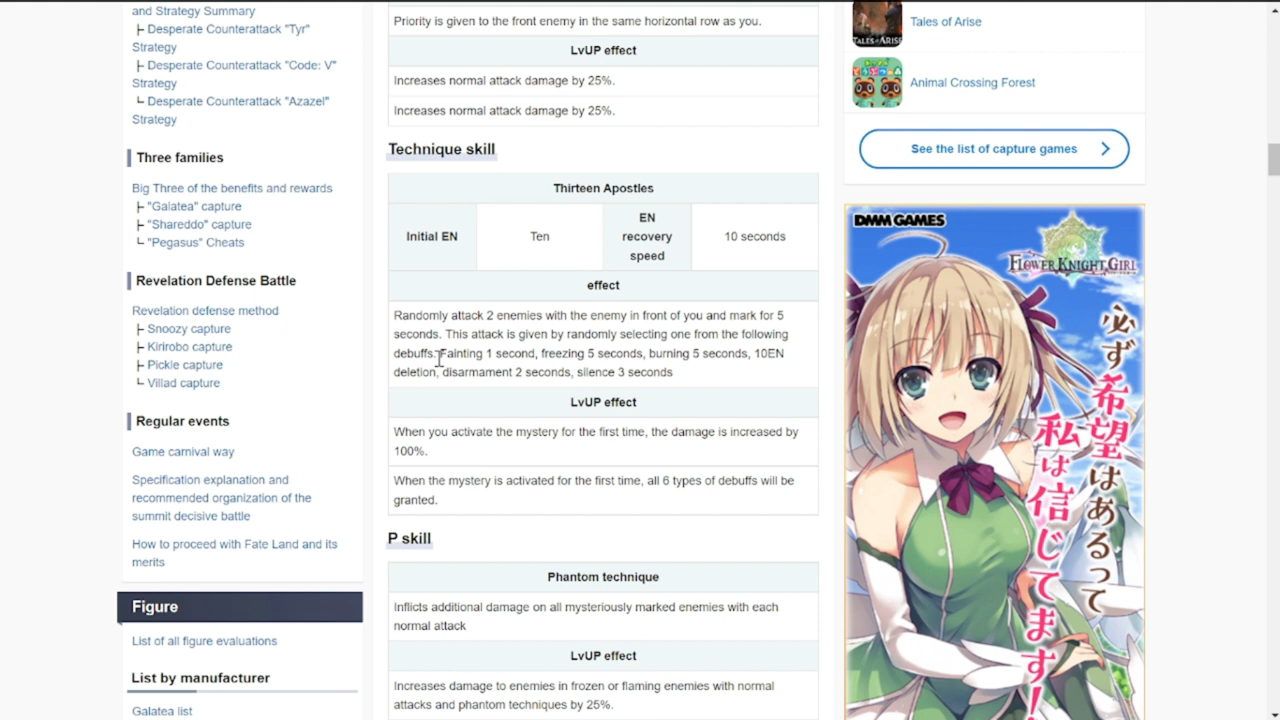 and Strategy Summary
├ Desperate Counterattack "Tyr"
Strategy
├ Desperate Counterattack "Code: V"
Strategy
└ Desperate Counterattack "Azazel"
Strategy
Three families
Big Three of the benefits and rewards
├ "Galatea" capture
├ "Shareddo" capture
└ "Pegasus" Cheats
Revelation Defense Battle
Revelation defense method
├ Snoozy capture
├ Kirirobo capture
├ Pickle capture
└ Villad capture
Regular events
Game carnival way
Specification explanation and
recommended organization of the
summit decisive battle
How to proceed with Fate Land and its
merits
Figure
List of all figure evaluations
List by manufacturer
Galatea list
Priority is given to the front enemy in the same horizontal row as you.
LvUP effect
Increases normal attack damage by 25%.
Increases normal attack damage by 25%.
Technique skill
Thirteen Apostles
Initial EN
Ten
EN
recovery
speed
10 seconds
effect
Randomly attack 2 enemies with the enemy in front of you and mark for 5
seconds. This attack is given by randomly selecting one from the following
debuffs. Fainting 1 second, freezing 5 seconds, burning 5 seconds, 10EN
deletion, disarmament 2 seconds, silence 3 seconds
LvUP effect
When you activate the mystery for the first time, the damage is increased by
100%.
When the mystery is activated for the first time, all 6 types of debuffs will be
granted.
P skill
Phantom technique
Inflicts additional damage on all mysteriously marked enemies with each
normal attack
LvUP effect
Increases damage to enemies in frozen or flaming enemies with normal
attacks and phantom techniques by 25%.
TALES of ARISE
Tales of Arise
Animal Crossing Forest
See the list of capture games
DMM GAMES
FLOWER KNIGHT GIRL
必ず希望はあるって
私は信じてます!